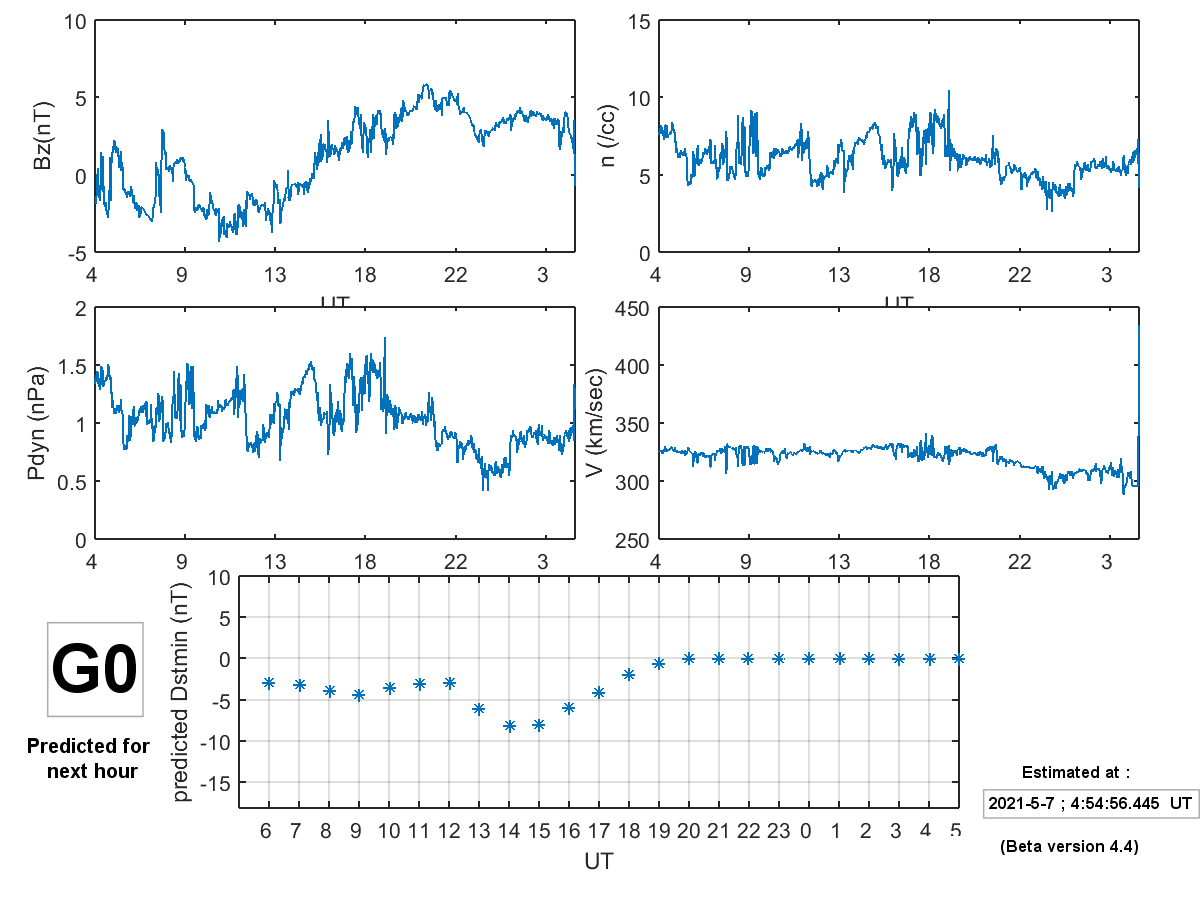 10
5
0
-5
Bz(nT)
4 9 13 18 22 3
UT
15
10
5
0
n (/cc)
4 9 13 18 22 3
UT
2
1.5
1
0.5
0
Pdyn (nPa)
4 9 13 18 22 3
450
400
350
300
250
V (km/sec)
4 9 13 18 22 3
10
5
0
-5
-10
-15
predicted Dstmin (nT)
6 7 8 9 10 11 12 13 14 15 16 17 18 19 20 21 22 23 0 1 2 3 4 5
UT
G0
Predicted for
next hour
Estimated at :
2021-5-7 ; 4:54:56.445 UT
(Beta version 4.4)